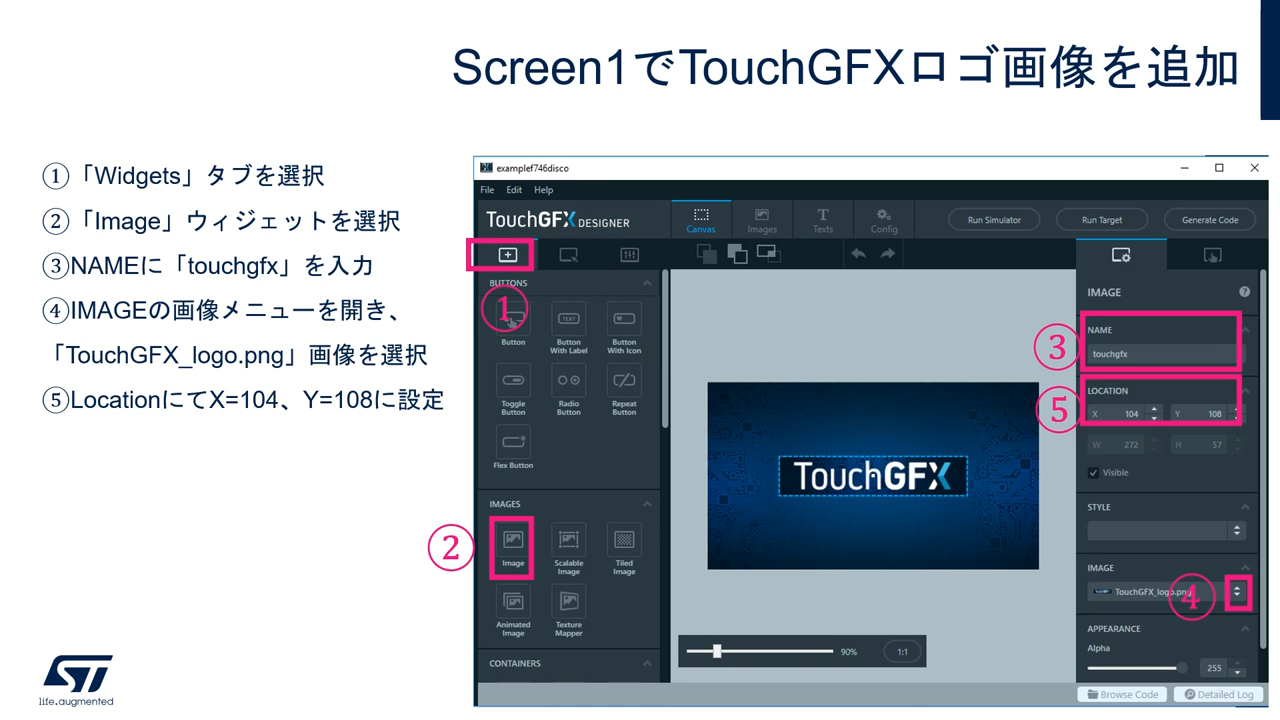 Screen1でTouchGFXロゴ画像を追加
①「Widgets」タブを選択
②「Image」ウィジェットを選択
③NAMEに「touchgfx」を入力
④IMAGEの画像メニューを開き、
「TouchGFX_logo.png」画像を選択
⑤LocationにてX=104、Y=108に設定
examplef746disco
File Edit Help
TouchGFX DESIGNER
Canvas Images Texts Config
Run Simulator Run Target Generate Code
BUTTONS
①
Button Button With Label Button With Icon
Toggle Button Radio Button Repeat Button
Flex Button
IMAGES
②
Image Scalable Image Tiled Image
Animated Image Texture Mapper
CONTAINERS
TouchGFX
90% 1:1
IMAGE
③
NAME
touchgfx
⑤
LOCATION
X 104 Y 108
W 272 H 57
Visible
STYLE
IMAGE
TouchGFX_logo.png
④
APPEARANCE
Alpha
255
Browse Code Detailed Log
ST
life.augmented